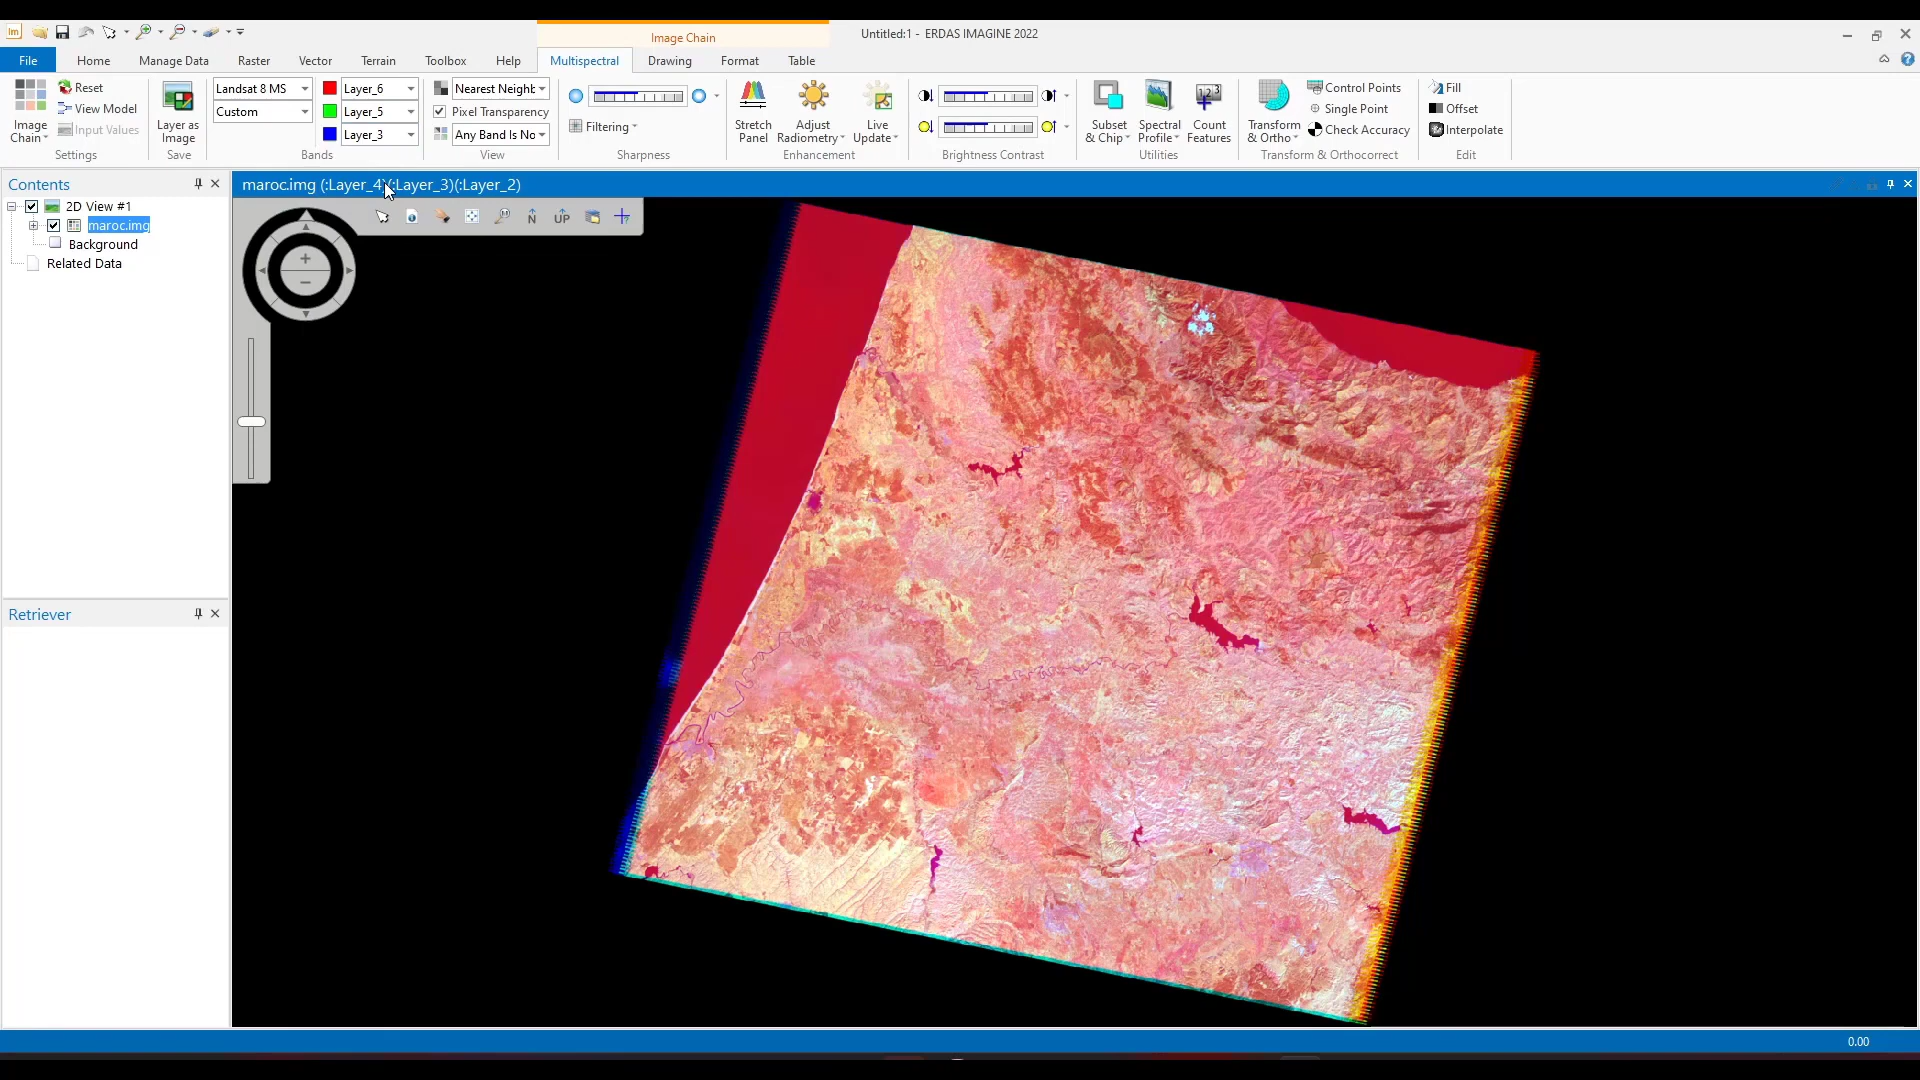 Im
Image Chain
Untitled:1 - ERDAS IMAGINE 2022
File Home Manage Data Raster Vector Terrain Toolbox Help Multispectral Drawing Format Table
Reset
View Model
Input Values
Image Chain
Settings
Layer as Image
Save
Landsat 8 MS
Custom
Layer_6
Layer_5
Layer_3
Bands
Nearest Neighb
Pixel Transparency
Any Band Is No
View
Filtering
Sharpness
Stretch Panel
Adjust Radiometry
Live Update
Enhancement
Brightness Contrast
Subset & Chip
Spectral Profile
Count Features
Utilities
Transform & Ortho
Control Points
Single Point
Check Accuracy
Transform & Orthocorrect
Fill
Offset
Interpolate
Edit
Contents
2D View #1
maroc.img
Background
Related Data
Retriever
maroc.img (:Layer_4)(:Layer_3)(:Layer_2)
N UP
0.00